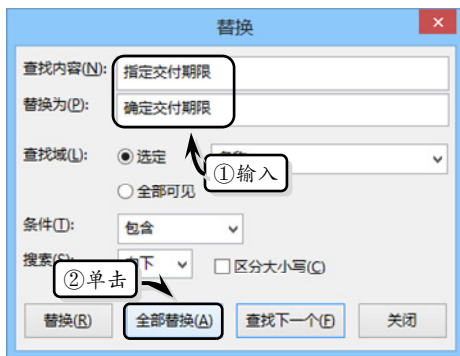 替换
查找内容(N): 指定交付期限
替换为(P): 确定交付期限
查找域(L): 选定
①输入
全部可见
条件(T): 包含
搜索(S): 下
区分大小写(C)
②单击
替换(R) 全部替换(A) 查找下一个(F) 关闭